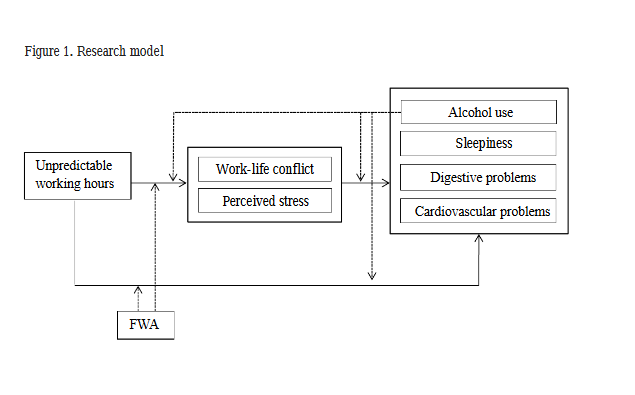 Figure 1. Research model
Alcohol use
Sleepiness
Unpredictable
working hours
Work-life conflict
Digestive problems
Perceived stress
Cardiovascular problems
FWA